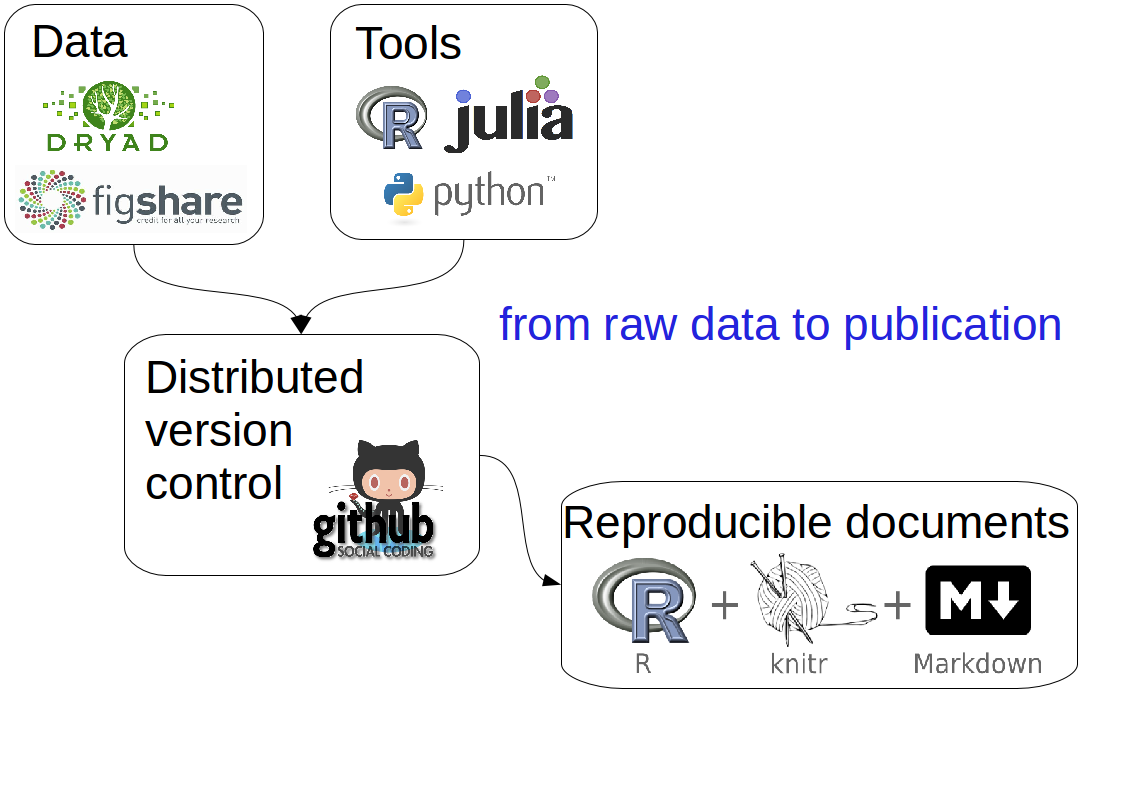 Data
DRYAD
figshare
credit for all your research
Tools
R
julia
python™
from raw data to publication
Distributed
version
control
github
SOCIAL CODING
Reproducible documents
R + + M
R knitr Markdown